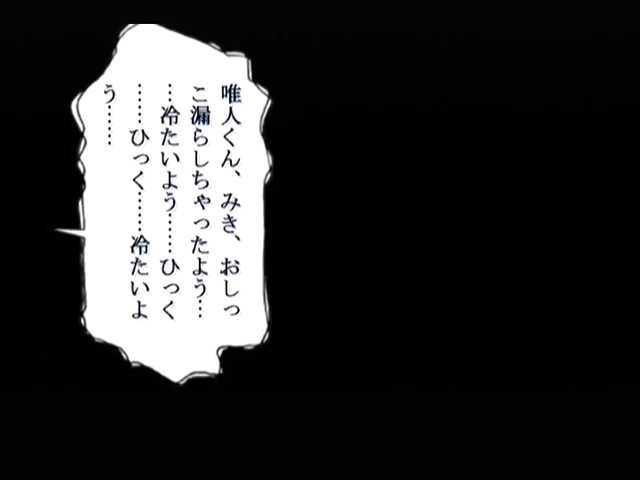 唯人くん、みき、おしっ
こ漏らしちゃったよう…
…冷たいよう……ひっく
……ひっく……冷たいよ
う……